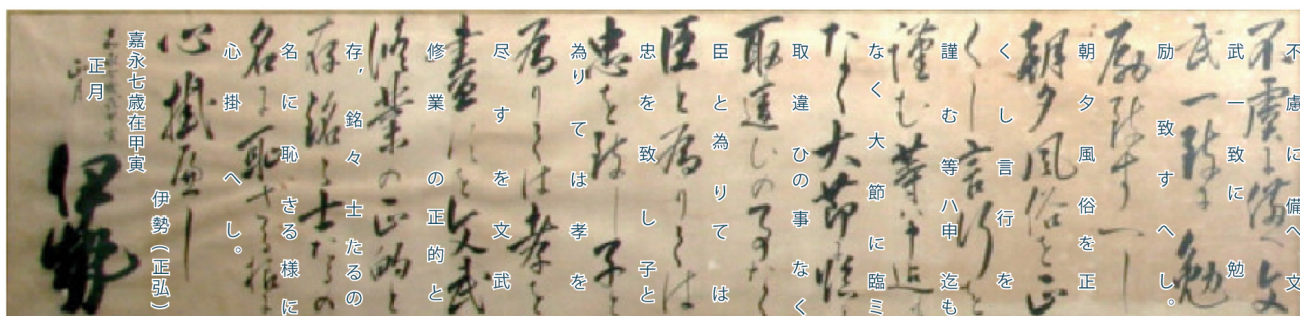 不慮に備へ文
武一致に勉
励致すへし。
朝夕風俗を正
くし言行を
謹む等ハ申迄も
なく大節に臨ミ
取違ひの事なく
臣と為りては
忠を致し子と
為りては孝を
尽すを文武
修業の正的と
存，銘々士たるの
名に恥さる様に
心掛へし。
嘉永七歳在甲寅
正月
伊勢(正弘)